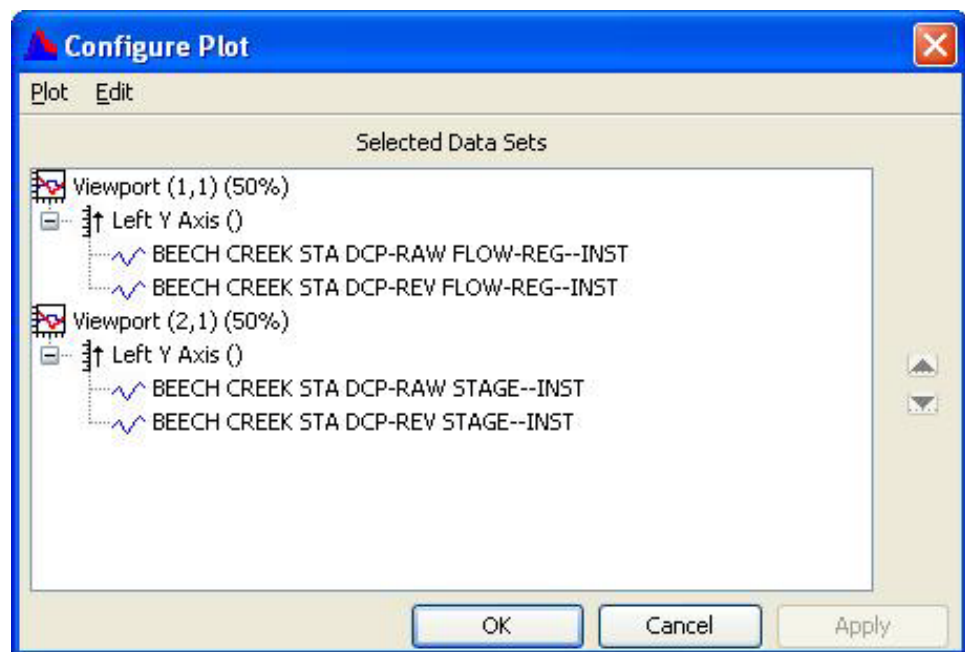 Configure Plot
Plot Edit
Selected Data Sets
Viewport (1,1) (50%)
Left Y Axis ()
BEECH CREEK STA DCP-RAW FLOW-REG--INST
BEECH CREEK STA DCP-REV FLOW-REG--INST
Viewport (2,1) (50%)
Left Y Axis ()
BEECH CREEK STA DCP-RAW STAGE--INST
BEECH CREEK STA DCP-REV STAGE--INST
OK Cancel Apply